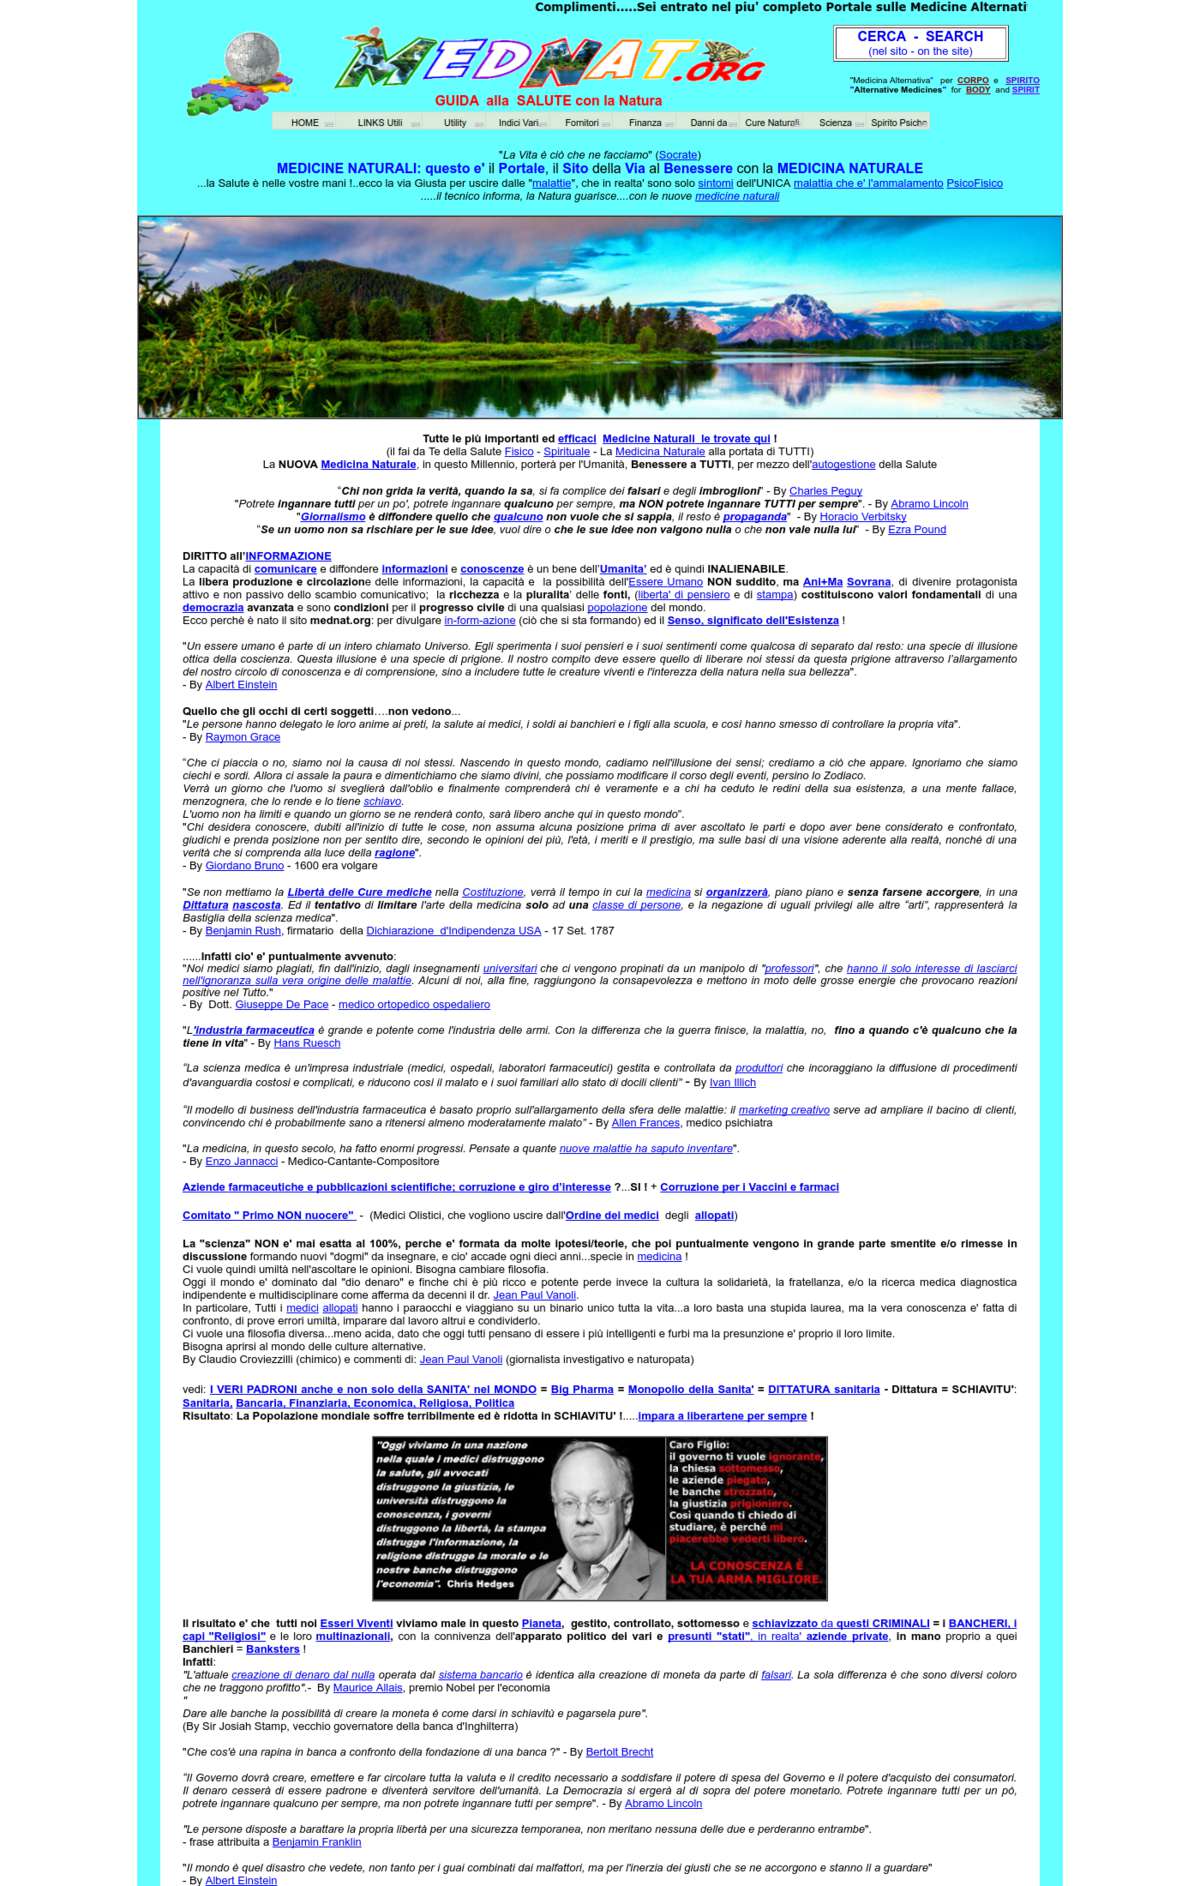 Complimenti.....Sei entrato nel piu' completo Portale sulle Medicine Alternati
MEDNAT.ORG
CERCA - SEARCH
(nel sito - on the site)
"Medicina Alternativa" per CORPO e SPIRITO
"Alternative Medicines" for BODY and SPIRIT
GUIDA alla SALUTE con la Natura
HOME LINKS Utili Utility Indici Vari Fornitori Finanza Danni da Cure Naturali Scienza Spirito Psiche
"La Vita è ciò che ne facciamo" (Socrate)
MEDICINE NATURALI: questo e' il Portale, il Sito della Via al Benessere con la MEDICINA NATURALE
...la Salute è nelle vostre mani !..ecco la via Giusta per uscire dalle "malattie", che in realta' sono solo sintomi dell'UNICA malattia che e' l'ammalamento PsicoFisico
.....il tecnico informa, la Natura guarisce....con le nuove medicine naturali
Tutte le più importanti ed efficaci Medicine Naturali le trovate qui !
(il fai da Te della Salute Fisico - Spirituale - La Medicina Naturale alla portata di TUTTI)
La NUOVA Medicina Naturale, in questo Millennio, porterà per l'Umanità, Benessere a TUTTI, per mezzo dell'autogestione della Salute
"Chi non grida la verità, quando la sa, si fa complice dei falsari e degli imbroglioni" - By Charles Peguy
"Potrete ingannare tutti per un po', potrete ingannare qualcuno per sempre, ma NON potrete ingannare TUTTI per sempre". - By Abramo Lincoln
"Giornalismo è diffondere quello che qualcuno non vuole che si sappia, il resto è propaganda" - By Horacio Verbitsky
"Se un uomo non sa rischiare per le sue idee, vuol dire o che le sue idee non valgono nulla o che non vale nulla lui" - By Ezra Pound
DIRITTO all'INFORMAZIONE
La capacità di comunicare e diffondere informazioni e conoscenze è un bene dell'Umanita' ed è quindi INALIENABILE.
La libera produzione e circolazione delle informazioni, la capacità e la possibilità dell'Essere Umano NON suddito, ma Ani+Ma Sovrana, di divenire protagonista
attivo e non passivo dello scambio comunicativo; la ricchezza e la pluralita' delle fonti, (liberta' di pensiero e di stampa) costituiscono valori fondamentali di una
democrazia avanzata e sono condizioni per il progresso civile di una qualsiasi popolazione del mondo.
Ecco perchè è nato il sito mednat.org: per divulgare in-form-azione (ciò che si sta formando) ed il Senso, significato dell'Esistenza !
"Un essere umano è parte di un intero chiamato Universo. Egli sperimenta i suoi pensieri e i suoi sentimenti come qualcosa di separato dal resto: una specie di illusione
ottica della coscienza. Questa illusione è una specie di prigione. Il nostro compito deve essere quello di liberare noi stessi da questa prigione attraverso l'allargamento
del nostro circolo di conoscenza e di comprensione, sino a includere tutte le creature viventi e l'interezza della natura nella sua bellezza".
- By Albert Einstein
Quello che gli occhi di certi soggetti....non vedono...
"Le persone hanno delegato le loro anime ai preti, la salute ai medici, i soldi ai banchieri e i figli alla scuola, e così hanno smesso di controllare la propria vita".
- By Raymon Grace
"Che ci piaccia o no, siamo noi la causa di noi stessi. Nascendo in questo mondo, cadiamo nell'illusione dei sensi; crediamo a ciò che appare. Ignoriamo che siamo
ciechi e sordi. Allora ci assale la paura e dimentichiamo che siamo divini, che possiamo modificare il corso degli eventi, persino lo Zodiaco.
Verrà un giorno che l'uomo si sveglierà dall'oblio e finalmente comprenderà chi è veramente e a chi ha ceduto le redini della sua esistenza, a una mente fallace,
menzognera, che lo rende e lo tiene schiavo.
L'uomo non ha limiti e quando un giorno se ne renderà conto, sarà libero anche qui in questo mondo".
"Chi desidera conoscere, dubiti all'inizio di tutte le cose, non assuma alcuna posizione prima di aver ascoltato le parti e dopo aver bene considerato e confrontato,
giudichi e prenda posizione non per sentito dire, secondo le opinioni dei più, l'età, i meriti e il prestigio, ma sulle basi di una visione aderente alla realtà, nonché di una
verità che si comprenda alla luce della ragione".
- By Giordano Bruno - 1600 era volgare
"Se non mettiamo la Libertà delle Cure mediche nella Costituzione, verrà il tempo in cui la medicina si organizzerà, piano piano e senza farsene accorgere, in una
Dittatura nascosta. Ed il tentativo di limitare l'arte della medicina solo ad una classe di persone, e la negazione di uguali privilegi alle altre "arti", rappresenterà la
Bastiglia della scienza medica".
- By Benjamin Rush, firmatario della Dichiarazione d'Indipendenza USA - 17 Set. 1787
......Infatti cio' e' puntualmente avvenuto:
"Noi medici siamo plagiati, fin dall'inizio, dagli insegnamenti universitari che ci vengono propinati da un manipolo di "professori", che hanno il solo interesse di lasciarci
nell'ignoranza sulla vera origine delle malattie. Alcuni di noi, alla fine, raggiungono la consapevolezza e mettono in moto delle grosse energie che provocano reazioni
positive nel Tutto."
- By Dott. Giuseppe De Pace - medico ortopedico ospedaliero
"L'industria farmaceutica è grande e potente come l'industria delle armi. Con la differenza che la guerra finisce, la malattia, no, fino a quando c'è qualcuno che la
tiene in vita" - By Hans Ruesch
"La scienza medica è un'impresa industriale (medici, ospedali, laboratori farmaceutici) gestita e controllata da produttori che incoraggiano la diffusione di procedimenti
d'avanguardia costosi e complicati, e riducono così il malato e i suoi familiari allo stato di docili clienti" - By Ivan Illich
"Il modello di business dell'industria farmaceutica è basato proprio sull'allargamento della sfera delle malattie: il marketing creativo serve ad ampliare il bacino di clienti,
convincendo chi è probabilmente sano a ritenersi almeno moderatamente malato" - By Allen Frances, medico psichiatra
"La medicina, in questo secolo, ha fatto enormi progressi. Pensate a quante nuove malattie ha saputo inventare".
- By Enzo Jannacci - Medico-Cantante-Compositore
Aziende farmaceutiche e pubblicazioni scientifiche; corruzione e giro d'interesse ?...SI ! + Corruzione per i Vaccini e farmaci
Comitato " Primo NON nuocere" - (Medici Olistici, che vogliono uscire dall'Ordine dei medici degli allopati)
La "scienza" NON e' mai esatta al 100%, perche e' formata da molte ipotesi/teorie, che poi puntualmente vengono in grande parte smentite e/o rimesse in
discussione formando nuovi "dogmi" da insegnare, e cio' accade ogni dieci anni...specie in medicina !
Ci vuole quindi umiltà nell'ascoltare le opinioni. Bisogna cambiare filosofia.
Oggi il mondo e' dominato dal "dio denaro" e finche chi è più ricco e potente perde invece la cultura la solidarietà, la fratellanza, e/o la ricerca medica diagnostica
indipendente e multidisciplinare come afferma da decenni il dr. Jean Paul Vanoli.
In particolare, Tutti i medici allopati hanno i paraocchi e viaggiano su un binario unico tutta la vita...a loro basta una stupida laurea, ma la vera conoscenza e' fatta di
confronto, di prove errori umiltà, imparare dal lavoro altrui e condividerlo.
Ci vuole una filosofia diversa...meno acida, dato che oggi tutti pensano di essere i più intelligenti e furbi ma la presunzione e' proprio il loro limite.
Bisogna aprirsi al mondo delle culture alternative.
By Claudio Croviezzilli (chimico) e commenti di: Jean Paul Vanoli (giornalista investigativo e naturopata)
vedi: I VERI PADRONI anche e non solo della SANITA' nel MONDO = Big Pharma = Monopolio della Sanita' = DITTATURA sanitaria - Dittatura = SCHIAVITU':
Sanitaria, Bancaria, Finanziaria, Economica, Religiosa, Politica
Risultato: La Popolazione mondiale soffre terribilmente ed è ridotta in SCHIAVITU' !.....impara a liberartene per sempre !
"Oggi viviamo in una nazione
nella quale i medici distruggono
la salute, gli avvocati
distruggono la giustizia, le
università distruggono la
conoscenza, i governi
distruggono la libertà, la stampa
distrugge l'informazione, la
religione distrugge la morale e le
nostre banche distruggono
l'economia". Chris Hedges
Caro Figlio:
il governo ti vuole ignorante,
la chiesa sottomesso,
le aziende piegato,
le banche strozzato,
la giustizia prigioniero.
Così quando ti chiedo di
studiare, è perchè mi
piacerebbe vederti libero.
LA CONOSCENZA È
LA TUA ARMA MIGLIORE.
Il risultato e' che tutti noi Esseri Viventi viviamo male in questo Pianeta, gestito, controllato, sottomesso e schiavizzato da questi CRIMINALI = i BANCHERI, i
capi "Religiosi" e le loro multinazionali, con la connivenza dell'apparato politico dei vari e presunti "stati", in realta' aziende private, in mano proprio a quei
Banchieri = Banksters !
Infatti:
"L'attuale creazione di denaro dal nulla operata dal sistema bancario è identica alla creazione di moneta da parte di falsari. La sola differenza è che sono diversi coloro
che ne traggono profitto".- By Maurice Allais, premio Nobel per l'economia
"
Dare alle banche la possibilità di creare la moneta è come darsi in schiavitù e pagarsela pure".
(By Sir Josiah Stamp, vecchio governatore della banca d'Inghilterra)
"Che cos'è una rapina in banca a confronto della fondazione di una banca ?" - By Bertolt Brecht
"Il Governo dovrà creare, emettere e far circolare tutta la valuta e il credito necessario a soddisfare il potere di spesa del Governo e il potere d'acquisto dei consumatori.
Il denaro cesserà di essere padrone e diventerà servitore dell'umanità. La Democrazia si ergerà al di sopra del potere monetario. Potrete ingannare tutti per un pó,
potrete ingannare qualcuno per sempre, ma non potrete ingannare tutti per sempre". - By Abramo Lincoln
"Le persone disposte a barattare la propria libertà per una sicurezza temporanea, non meritano nessuna delle due e perderanno entrambe".
- frase attribuita a Benjamin Franklin
"Il mondo è quel disastro che vedete, non tanto per i guai combinati dai malfattori, ma per l'inerzia dei giusti che se ne accorgono e stanno lì a guardare"
- By Albert Einstein